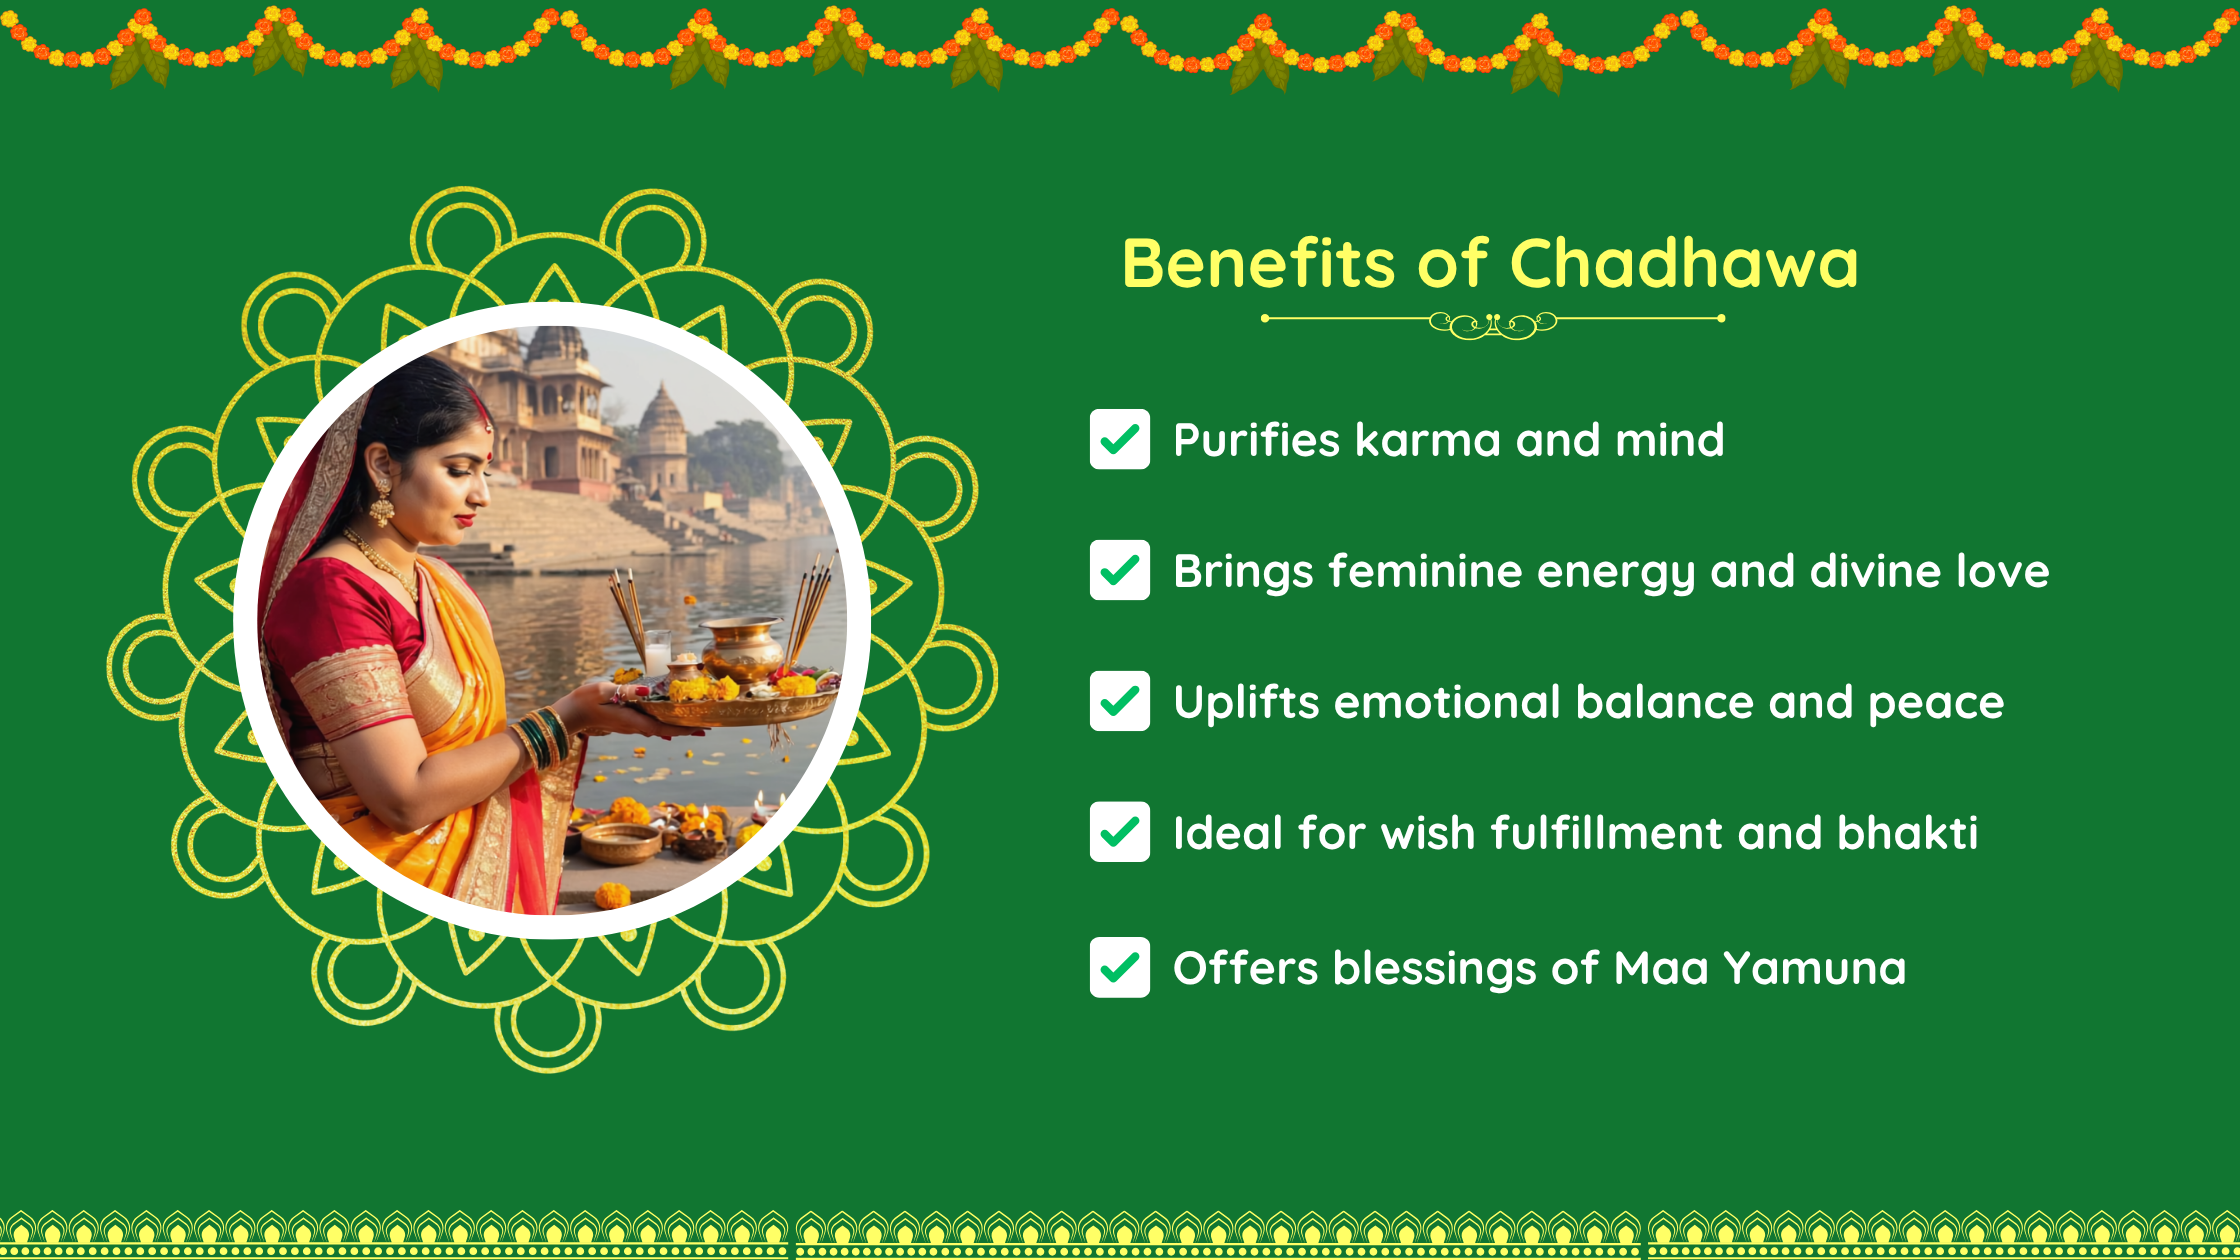 Benefits of Chadhawa
Purifies karma and mind
Brings feminine energy and divine love
Uplifts emotional balance and peace
Ideal for wish fulfillment and bhakti
Offers blessings of Maa Yamuna